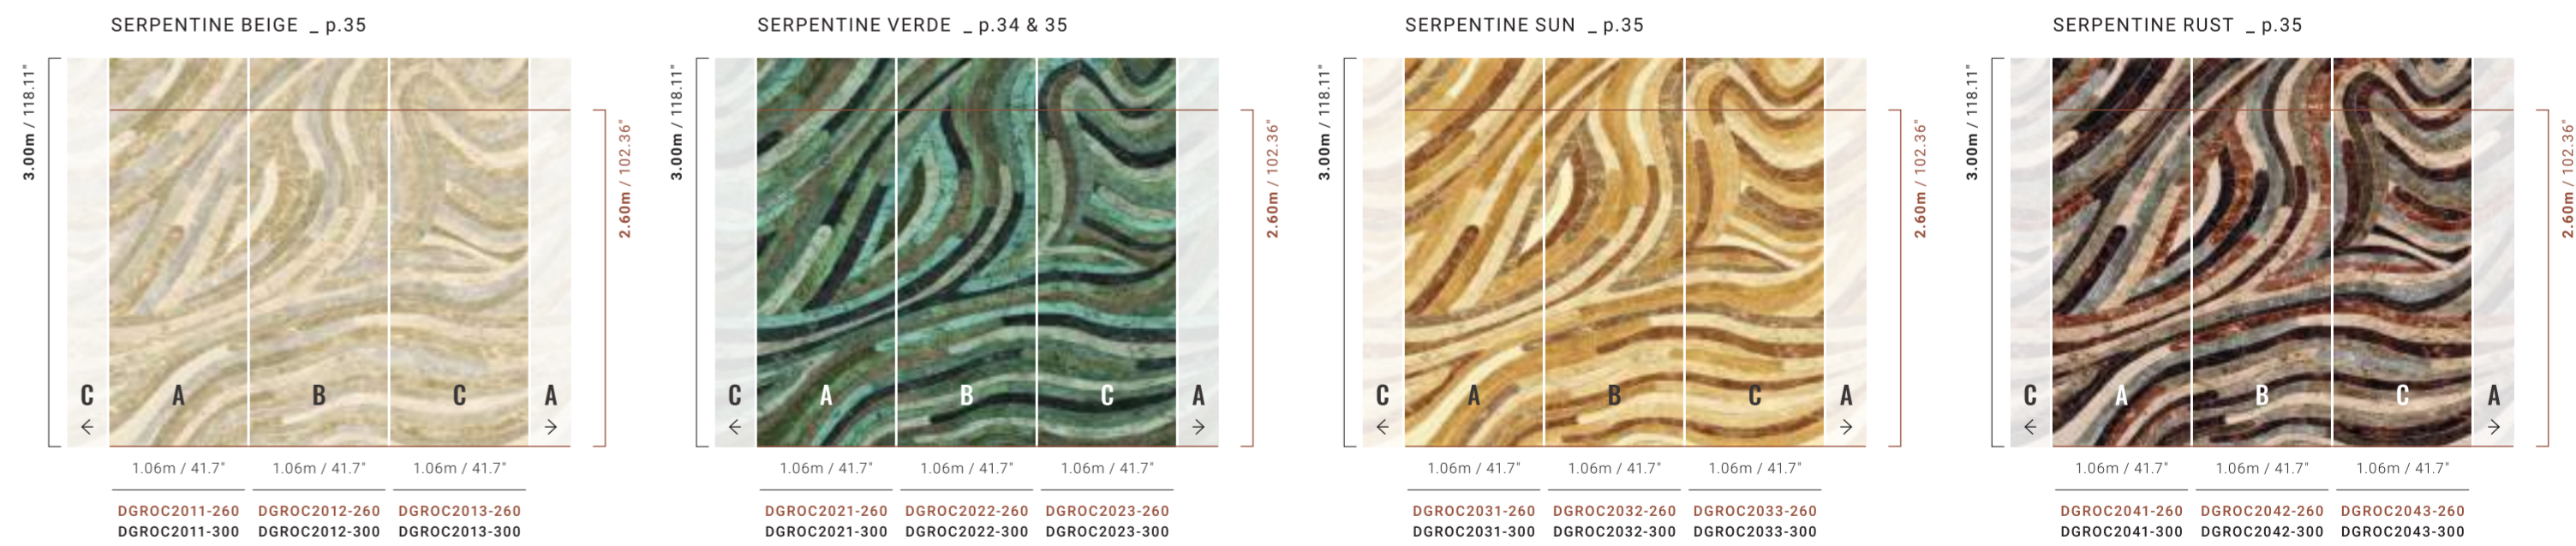 SERPENTINE BEIGE _ p.35
3.00m / 118.11"
2.60m / 102.36"
C A B C A
← →
1.06m / 41.7" 1.06m / 41.7" 1.06m / 41.7"
DGROC2011-260 DGROC2012-260 DGROC2013-260
DGROC2011-300 DGROC2012-300 DGROC2013-300
SERPENTINE VERDE _ p.34 & 35
3.00m / 118.11"
2.60m / 102.36"
C A B C A
← →
1.06m / 41.7" 1.06m / 41.7" 1.06m / 41.7"
DGROC2021-260 DGROC2022-260 DGROC2023-260
DGROC2021-300 DGROC2022-300 DGROC2023-300
SERPENTINE SUN _ p.35
3.00m / 118.11"
2.60m / 102.36"
C A B C A
← →
1.06m / 41.7" 1.06m / 41.7" 1.06m / 41.7"
DGROC2031-260 DGROC2032-260 DGROC2033-260
DGROC2031-300 DGROC2032-300 DGROC2033-300
SERPENTINE RUST _ p.35
3.00m / 118.11"
2.60m / 102.36"
C A B C A
← →
1.06m / 41.7" 1.06m / 41.7" 1.06m / 41.7"
DGROC2041-260 DGROC2042-260 DGROC2043-260
DGROC2041-300 DGROC2042-300 DGROC2043-300